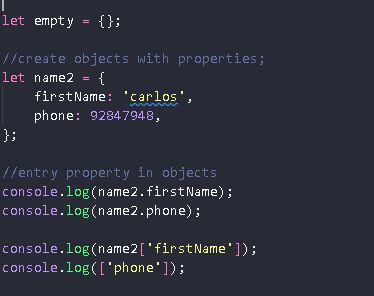 let empty = {};
//create objects with properties;
let name2 = {
    firstName: 'carlos',
    phone: 92847948,
};
//entry property in objects
console.log(name2.firstName);
console.log(name2.phone);
console.log(name2['firstName']);
console.log(['phone']);